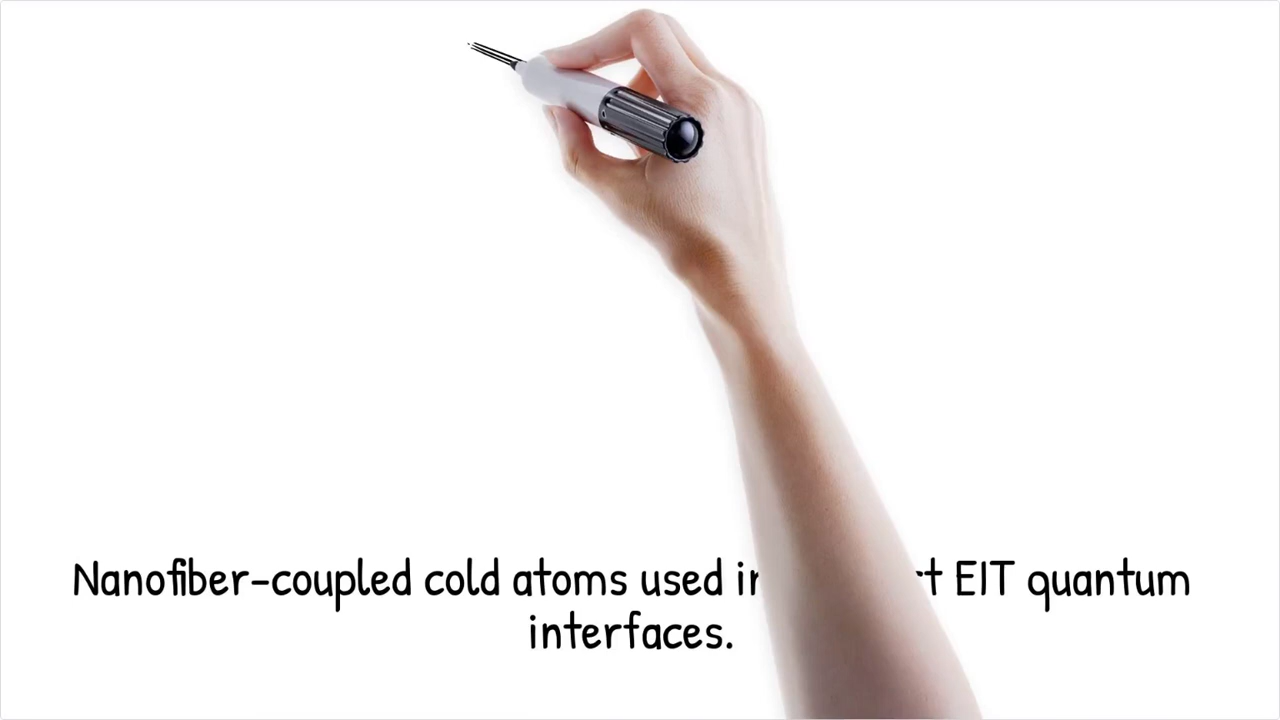 Nanofiber-coupled cold atoms used EIT quantum
interfaces.